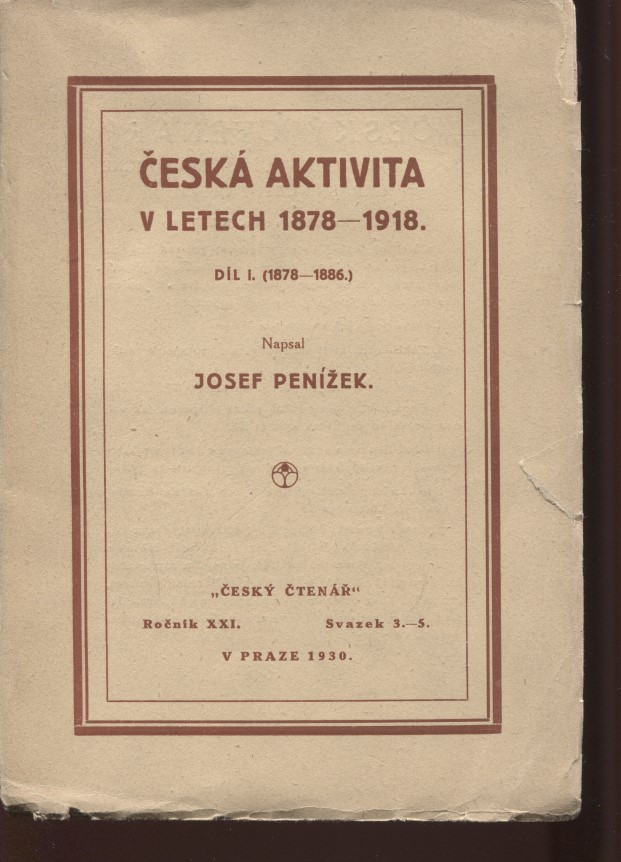 ČESKÁ AKTIVITA
V LETECH 1878—1918.
DÍL I. (1878—1886.)
Napsal
JOSEF PENÍŽEK.
„ČESKÝ ČTENÁŘ"
Ročník XXI. Svazek 3.—5.
V PRAZE 1930.